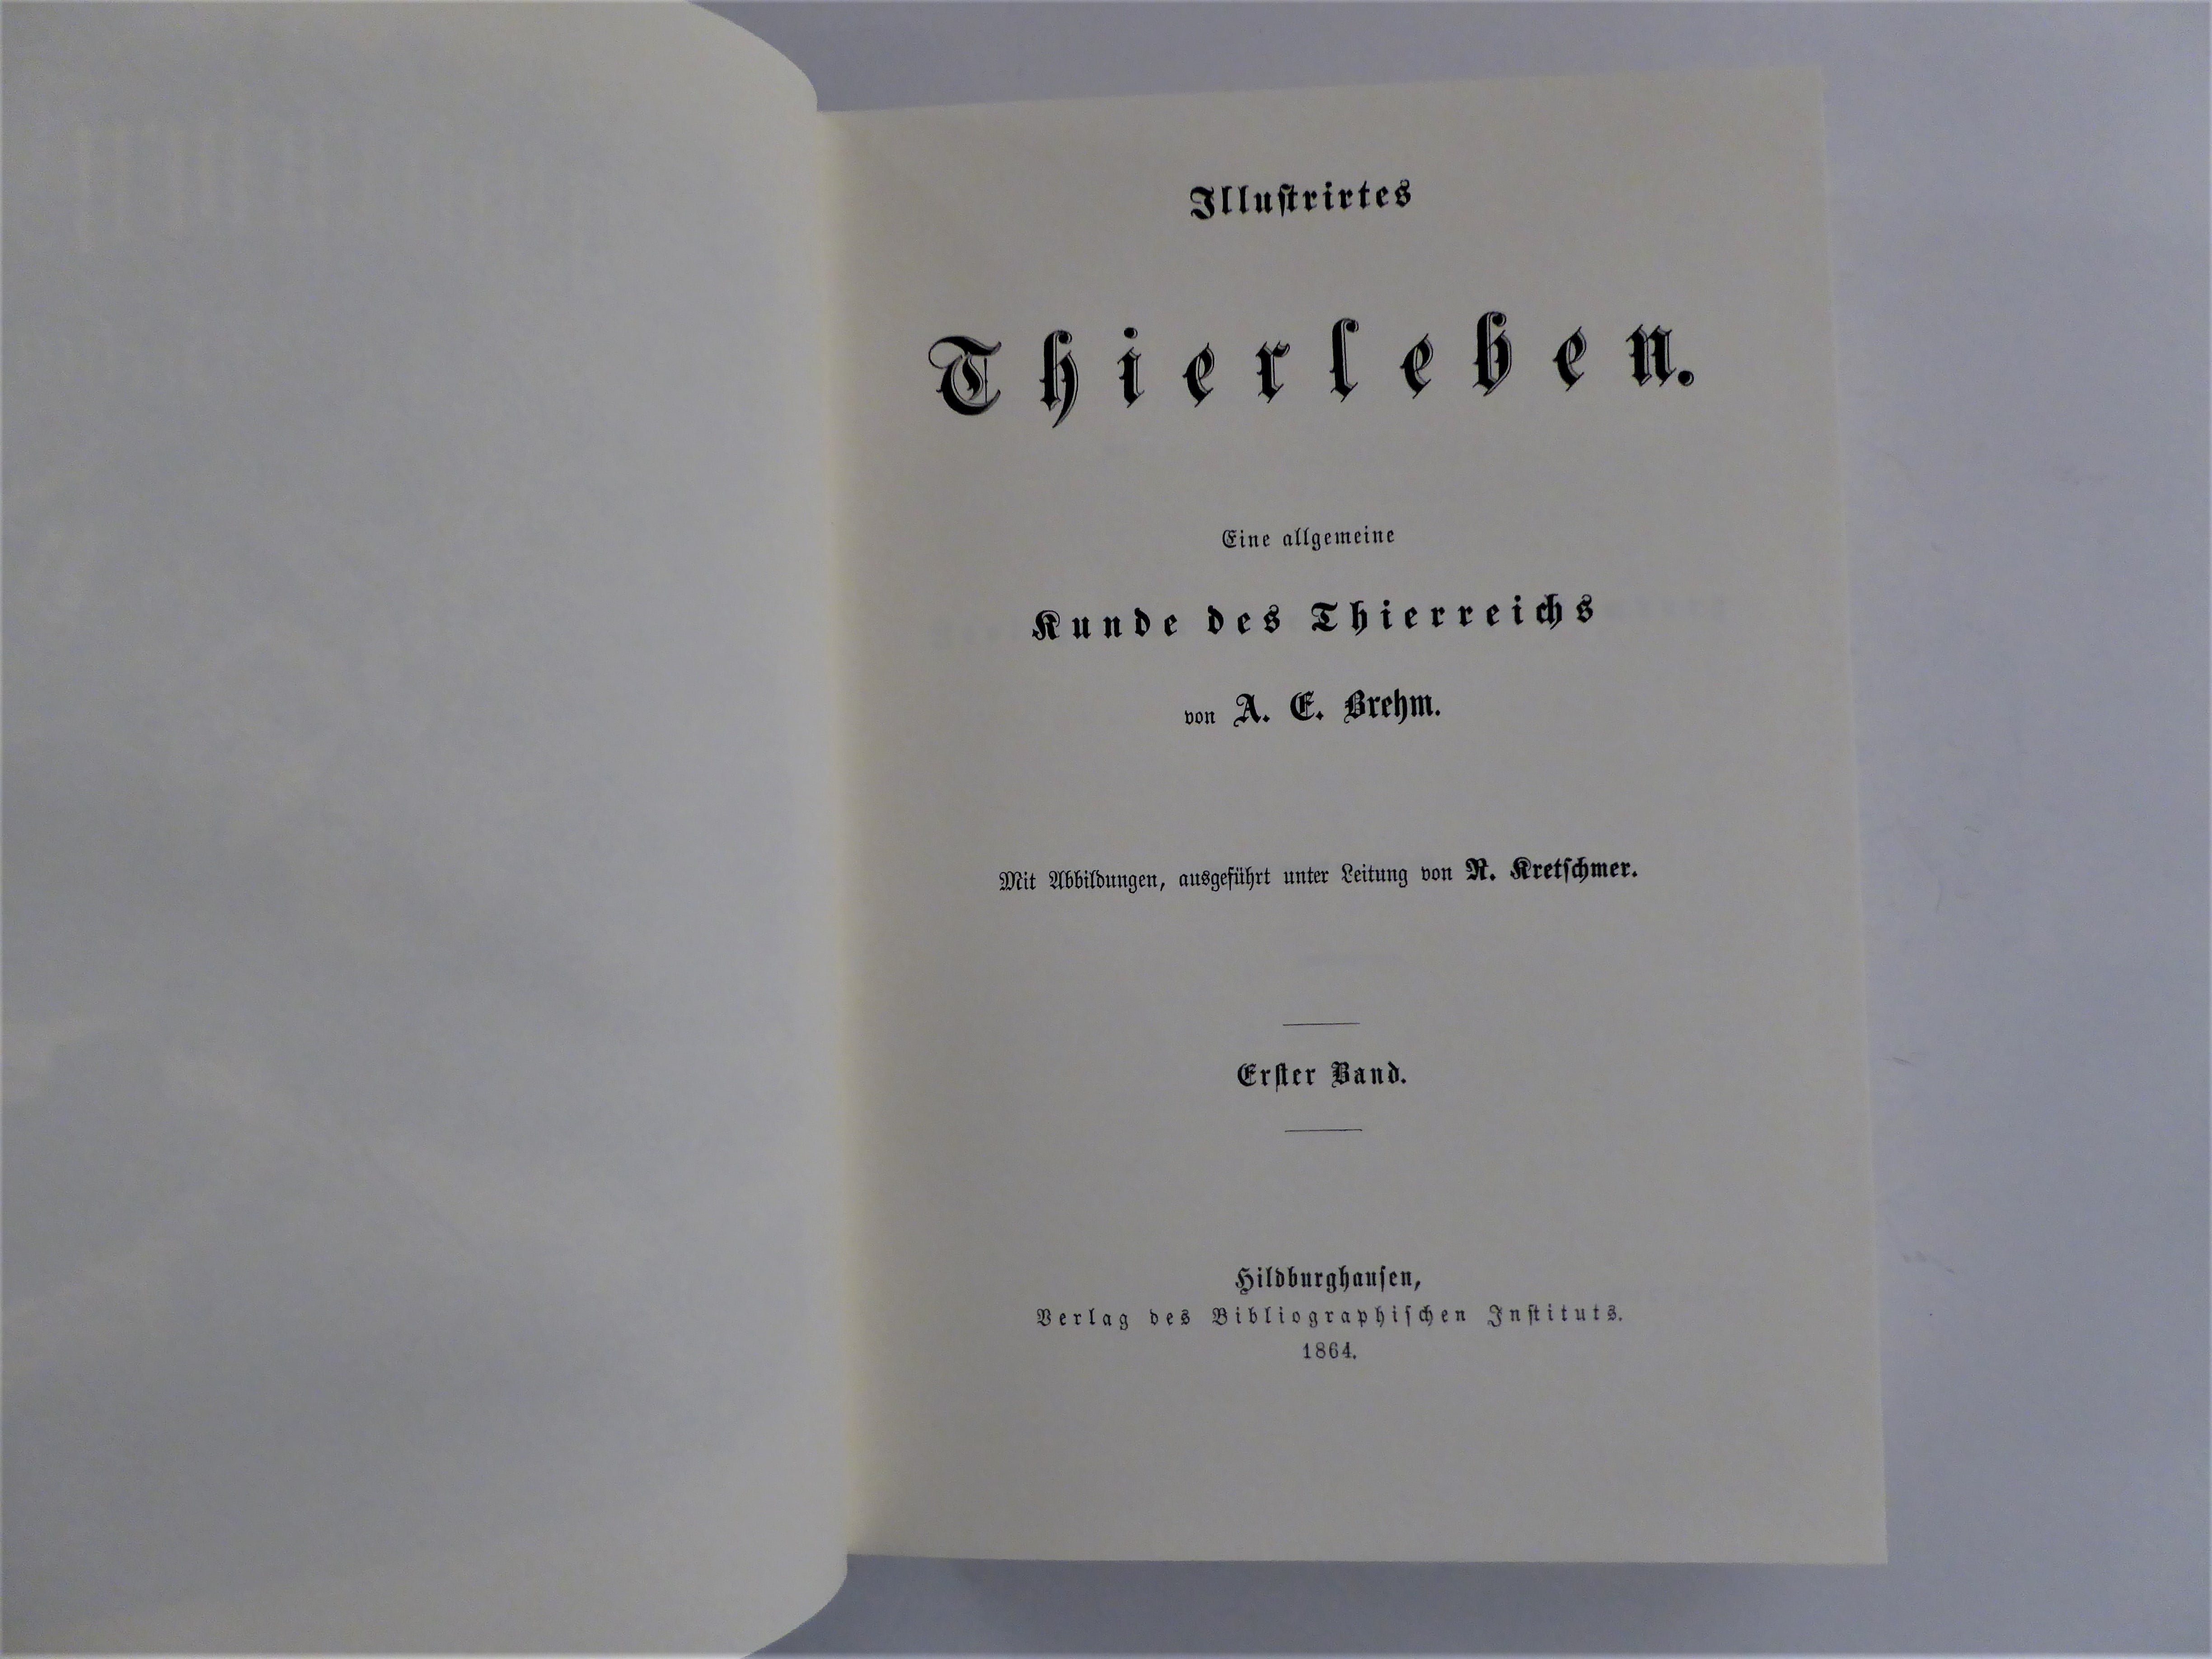 Illuſtrirtes
Thierleben.
Eine allgemeine
Kunde des Thierreichs
von A. E. Brehm.
Mit Abbildungen, ausgeführt unter Leitung von R. Kretſchmer.
Erſter Band.
Hildburghauſen,
Verlag des Bibliographiſchen Inſtituts.
1864.